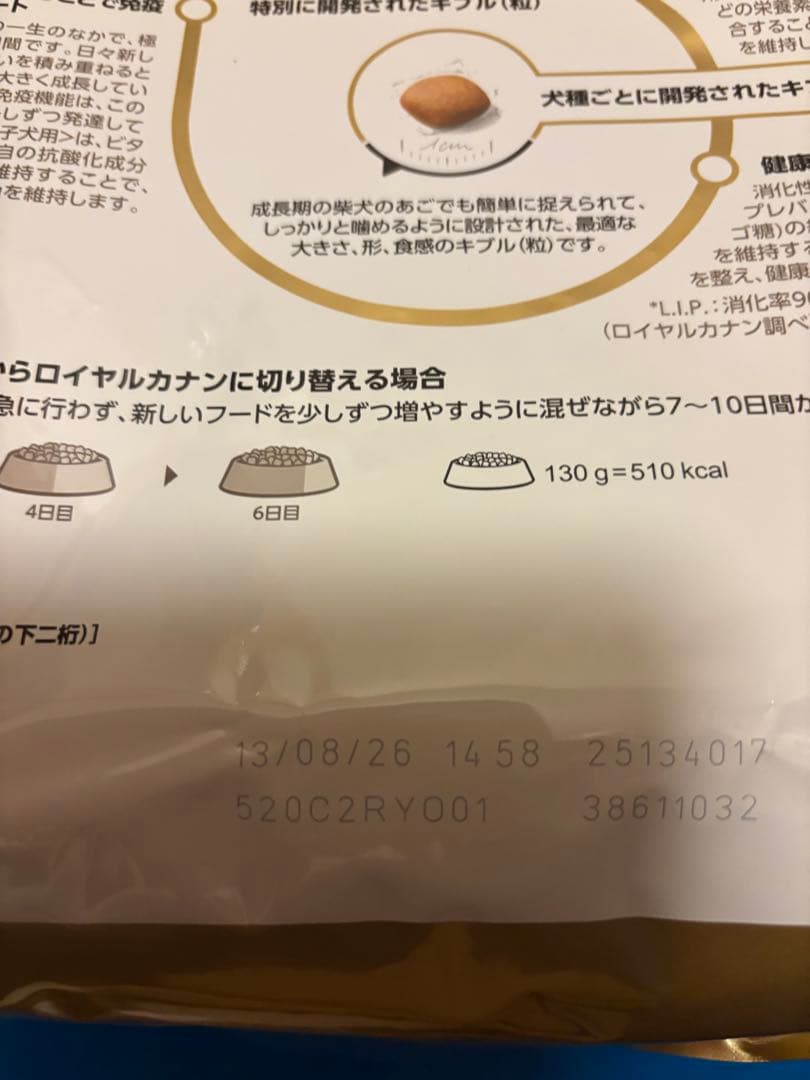 ことで免疫
ート
の一生のなかで、極
間です。日々新し
いを積み重ねると
大きく成長してい
免疫機能は、この
しずつ発達して
子犬用>は、ビタ
自の抗酸化成分
維持することで、
を維持します。
特別に開発されたキブル(粒)
1cm
犬種ごとに開発されたキブ
成長期の柴犬のあごでも簡単に捉えられて、
しっかりと噛めるように設計された、最適な
大きさ、形、食感のキブル(粒)です。
どの栄養素
合するこ
を維持し
健康
消化性
プレバ
ゴ糖)の
を維持する
を整え、健康
*L.I.P.:消化率90
(ロイヤルカナン調べ
からロイヤルカナンに切り替える場合
急に行わず、新しいフードを少しずつ増やすように混ぜながら7~10日間か
4日目
6日目
130 g=510 kcal
の下二桁)]
13/08/26 14 58 25134017
520C2RYO01 38611032